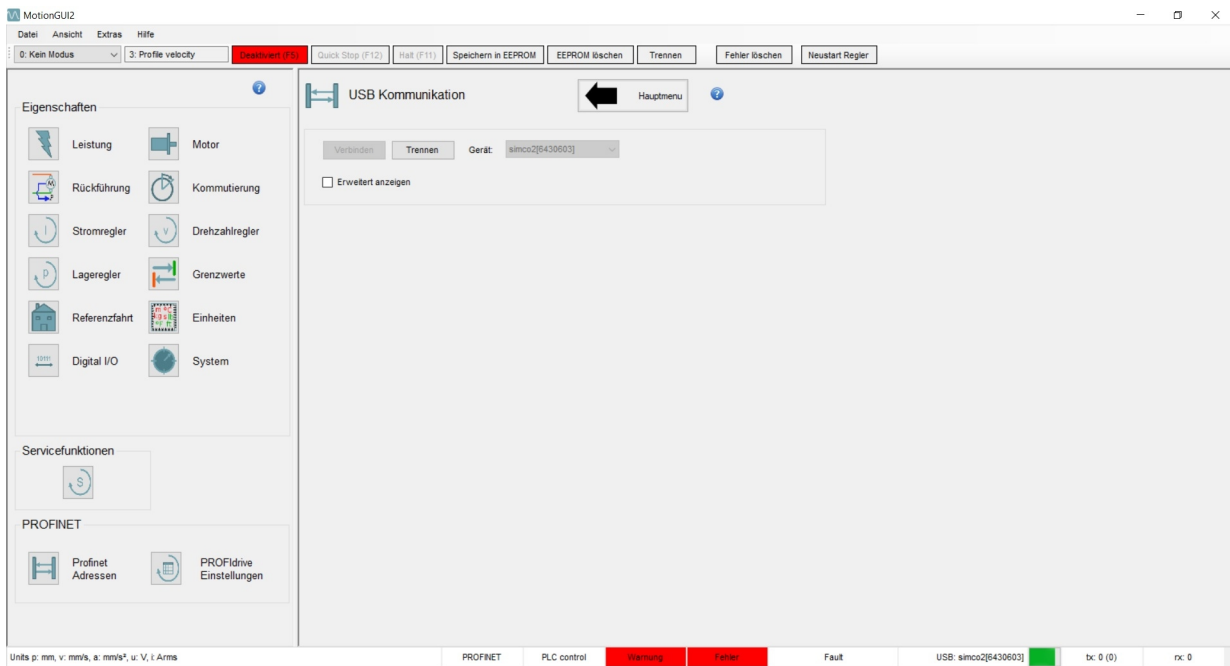 MotionGUI2
Datei Ansicht Extras Hilfe
0: Kein Modus 3: Profile velocity Deaktiviert (F5) Quick Stop (F12) Halt (F11) Speichern in EEPROM EEPROM löschen Trennen Fehler löschen Neustart Regler
Eigenschaften
Leistung Motor
Rückführung Kommutierung
Stromregler Drehzahlregler
Lageregler Grenzwerte
Referenzfahrt Einheiten
Digital I/O System
Servicefunktionen
PROFINET
Profinet
Adressen
PROFIdrive
Einstellungen
USB Kommunikation Hauptmenu
Verbinden Trennen Gerät: simco2[6430603]
Erweitert anzeigen
Units p: mm, v: mm/s, a: mm/s², u: V, i: Arms PROFINET PLC control Warnung Fehler Fault USB: simco2[6430603] tx: 0 (0) rx: 0